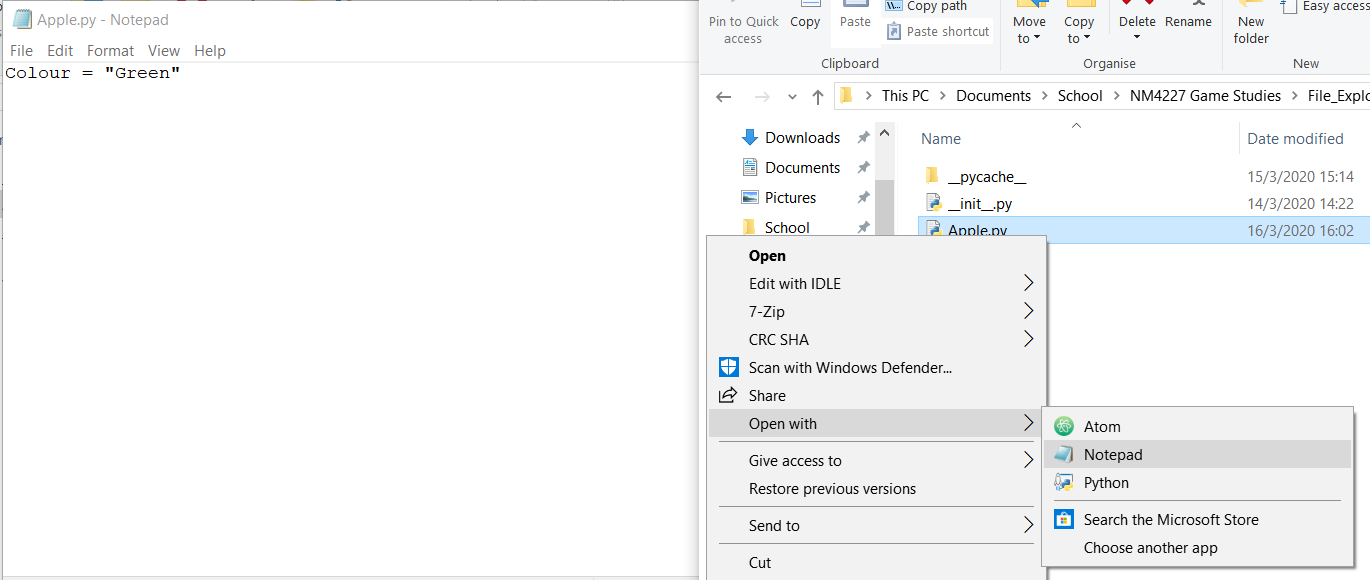 Apple.py - Notepad
File Edit Format View Help
Colour = "Green"
Pin to Quick access
Copy
Paste
Copy path
Paste shortcut
Clipboard
Move to
Copy to
Delete
Rename
Organise
New folder
Easy access
New
This PC > Documents > School > NM4227 Game Studies > File_Explo
Downloads
Documents
Pictures
School
Name Date modified
__pycache__ 15/3/2020 15:14
__init__.py 14/3/2020 14:22
Apple.py 16/3/2020 16:02
Open
Edit with IDLE
7-Zip
CRC SHA
Scan with Windows Defender...
Share
Open with
Give access to
Restore previous versions
Send to
Cut
Atom
Notepad
Python
Search the Microsoft Store
Choose another app